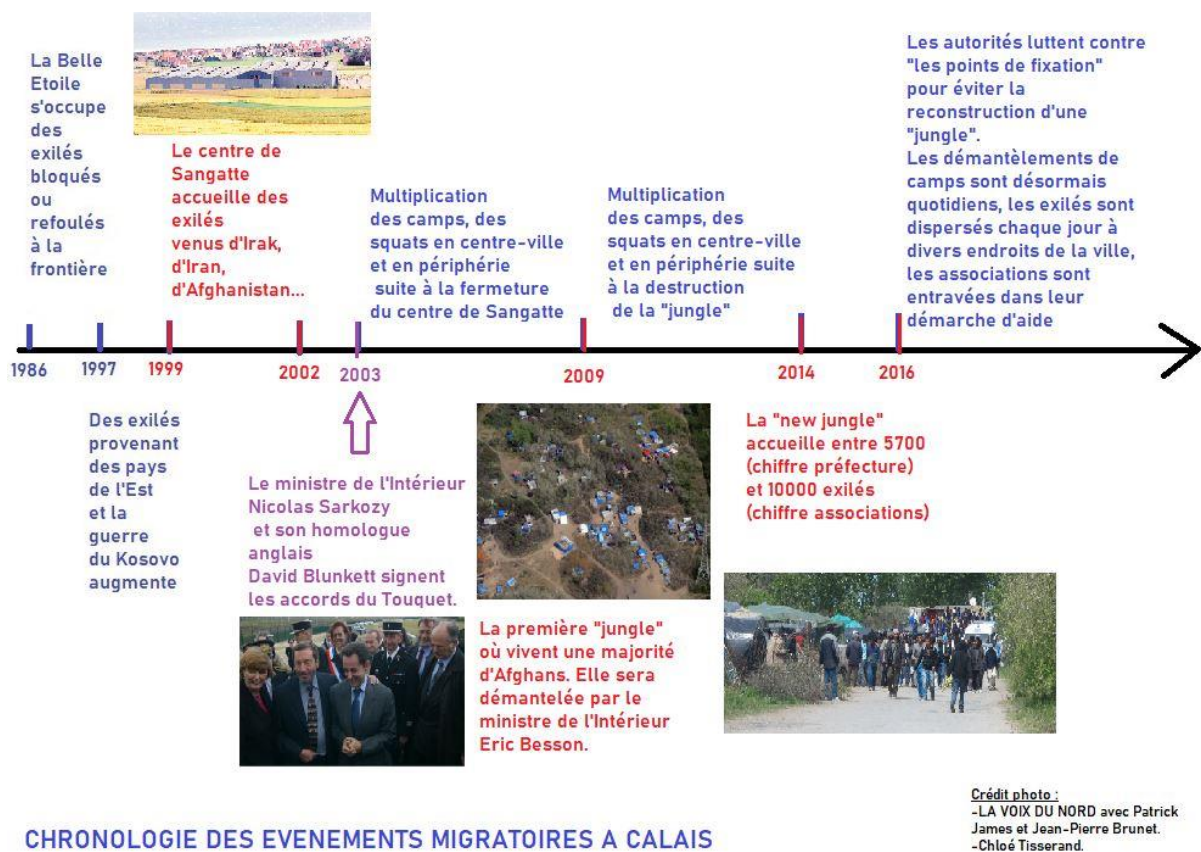 La Belle
Etoile
s'occupe
des
exilés
bloqués
ou
refoulés
à la
frontière
Le centre de
Sangatte
accueille des
exilés
venus d'Irak,
d'Iran,
d'Afghanistan...
Multiplication
des camps, des
squats en centre-ville
et en périphérie
suite à la fermeture
du centre de Sangatte
Multiplication
des camps, des
squats en centre-ville
et en périphérie suite
à la destruction
de la "jungle"
Les autorités luttent contre
"les points de fixation"
pour éviter la
reconstruction d'une
"jungle".
Les démantèlements de
camps sont désormais
quotidiens, les exilés sont
dispersés chaque jour à
divers endroits de la ville,
les associations sont
entravées dans leur
démarche d'aide
1986 1997 1999 2002 2003 2009 2014 2016
Des exilés
provenant
des pays
de l'Est
et la
guerre
du Kosovo
augmente
Le ministre de l'Intérieur
Nicolas Sarkozy
et son homologue
anglais
David Blunkett signent
les accords du Touquet.
La première "jungle"
où vivent une majorité
d'Afghans. Elle sera
démantelée par le
ministre de l'Intérieur
Eric Besson.
La "new jungle"
accueille entre 5700
(chiffre préfecture)
et 10000 exilés
(chiffre associations)
CHRONOLOGIE DES EVENEMENTS MIGRATOIRES A CALAIS
Crédit photo :
-LA VOIX DU NORD avec Patrick
James et Jean-Pierre Brunet.
-Chloé Tisserand.